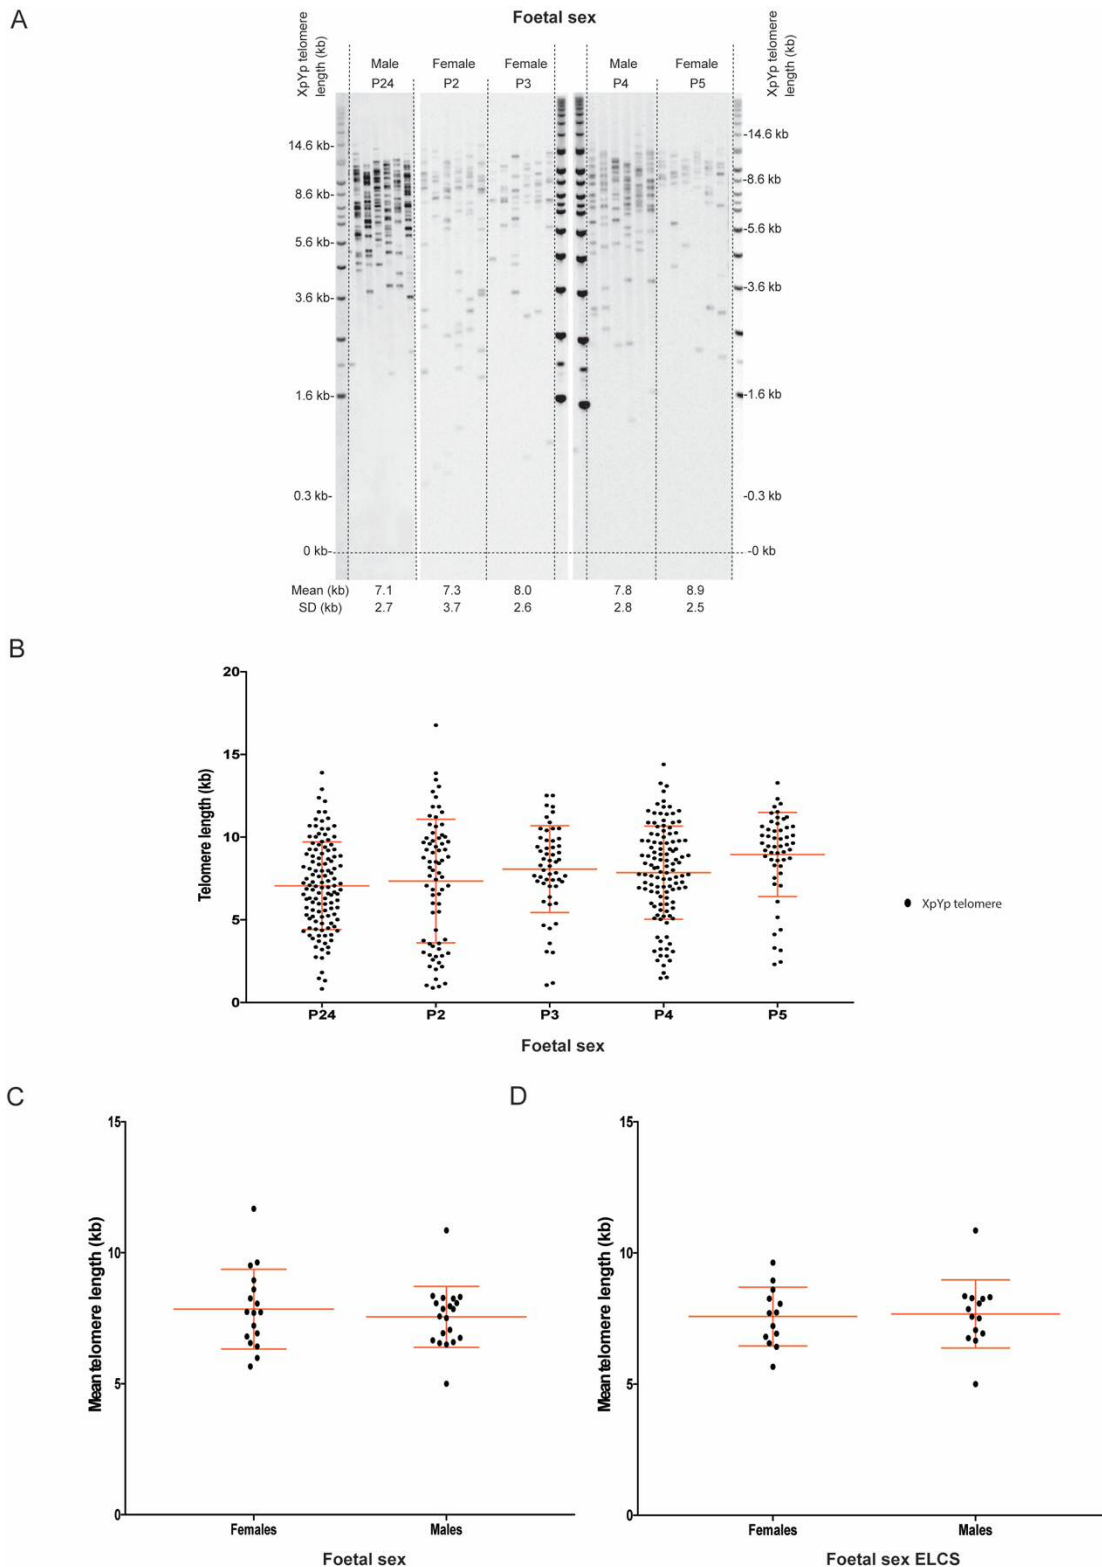 A
Foetal sex
XpYp telomere
length (kb)
Male
Female
Female
Male
Female
XpYp telomere
length (kb)
P24
P2
P3
P4
P5
14.6 kb-
8.6 kb-
5.6 kb-
3.6 kb-
1.6 kb-
0.3 kb-
0 kb-
-14.6 kb
-8.6 kb
-5.6 kb
-3.6 kb
-1.6 kb
-0.3 kb
-0 kb
Mean (kb) 7.1 7.3 8.0 7.8 8.9
SD (kb) 2.7 3.7 2.6 2.8 2.5
B
Telomere length (kb)
20
15
10
5
0
P24 P2 P3 P4 P5
Foetal sex
XpYp telomere
C
Mean telomere length (kb)
15
10
5
0
Females Males
Foetal sex
D
Mean telomere length (kb)
15
10
5
0
Females Males
Foetal sex ELCS